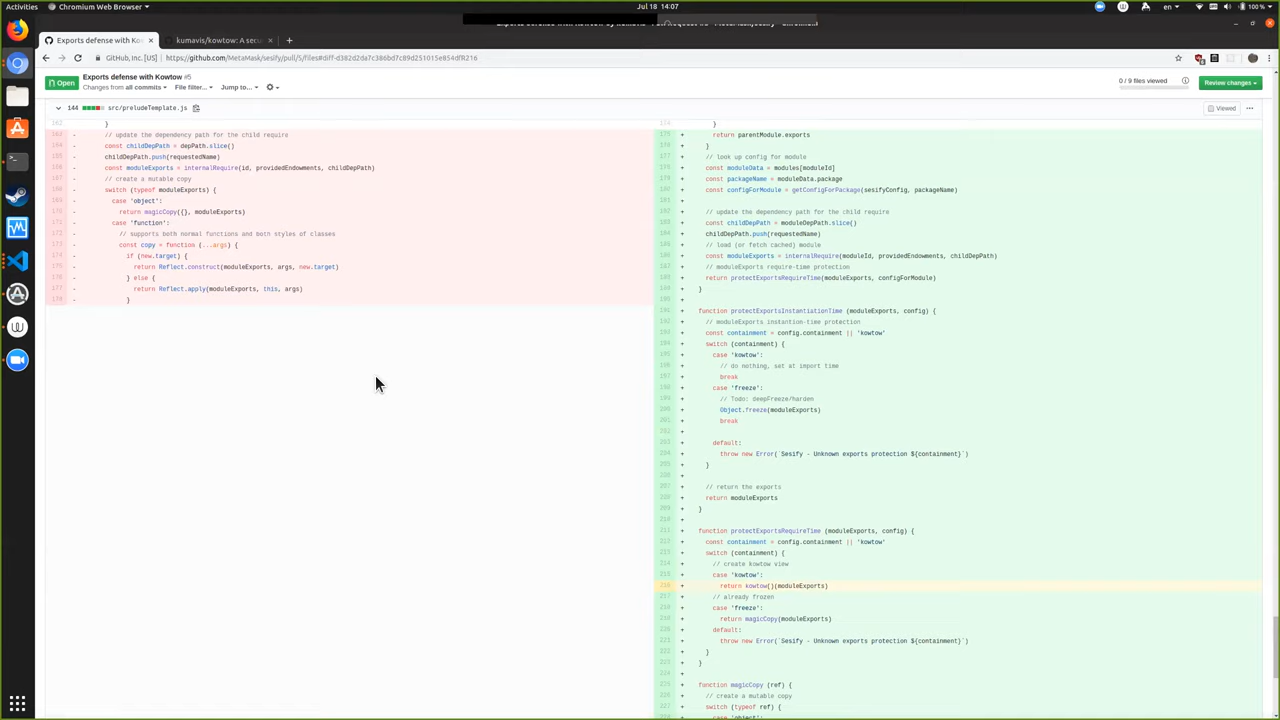 Activities
Chromium Web Browser
Jul 18 14:07
en
100 %
Exports defense with Ko
kumavis/kowtow: A secu
GitHub, Inc. [US]
https://github.com/MetaMask/sesify/pull/5/files#diff-d382d2da7c386bd7c89d251015e854dfR216
Open
Exports defense with Kowtow #5
Changes from all commits
File filter...
Jump to...
0 / 9 files viewed
Review changes
144
src/preludeTemplate.js
Viewed
}
- // update the dependency path for the child require
- const childDepPath = depPath.slice()
- childDepPath.push(requestedName)
- const moduleExports = internalRequire(id, providedEndowments, childDepPath)
- // create a mutable copy
- switch (typeof moduleExports) {
- case 'object':
- return magicCopy({}, moduleExports)
- case 'function':
- // supports both normal functions and both styles of classes
- const copy = function (...args) {
- if (new.target) {
- return Reflect.construct(moduleExports, args, new.target)
- } else {
- return Reflect.apply(moduleExports, this, args)
- }
}
+ return parentModule.exports
+ }
+ // look up config for module
+ const moduleData = modules[moduleId]
+ const packageName = moduleData.package
+ const configForModule = getConfigForPackage(sesifyConfig, packageName)
+
+ // update the dependency path for the child require
+ const childDepPath = moduleDepPath.slice()
+ childDepPath.push(requestedName)
+ // load (or fetch cached) module
+ const moduleExports = internalRequire(moduleId, providedEndowments, childDepPath)
+ // moduleExports require-time protection
+ return protectExportsRequireTime(moduleExports, configForModule)
+ }
+
+ function protectExportsInstantiationTime (moduleExports, config) {
+ // moduleExports instantion-time protection
+ const containment = config.containment || 'kowtow'
+ switch (containment) {
+ case 'kowtow':
+ // do nothing, set at import time
+ break
+ case 'freeze':
+ // Todo: deepFreeze/harden
+ Object.freeze(moduleExports)
+ break
+
+ default:
+ throw new Error(`Sesify - Unknown exports protection ${containment}`)
+ }
+
+ // return the exports
+ return moduleExports
+ }
+
+ function protectExportsRequireTime (moduleExports, config) {
+ const containment = config.containment || 'kowtow'
+ switch (containment) {
+ // create kowtow view
+ case 'kowtow':
+ return kowtow()(moduleExports)
+ // already frozen
+ case 'freeze':
+ return magicCopy(moduleExports)
+ default:
+ throw new Error(`Sesify - Unknown exports protection ${containment}`)
+ }
+ }
+
+ function magicCopy (ref) {
+ // create a mutable copy
+ switch (typeof ref) {
+ case 'object':